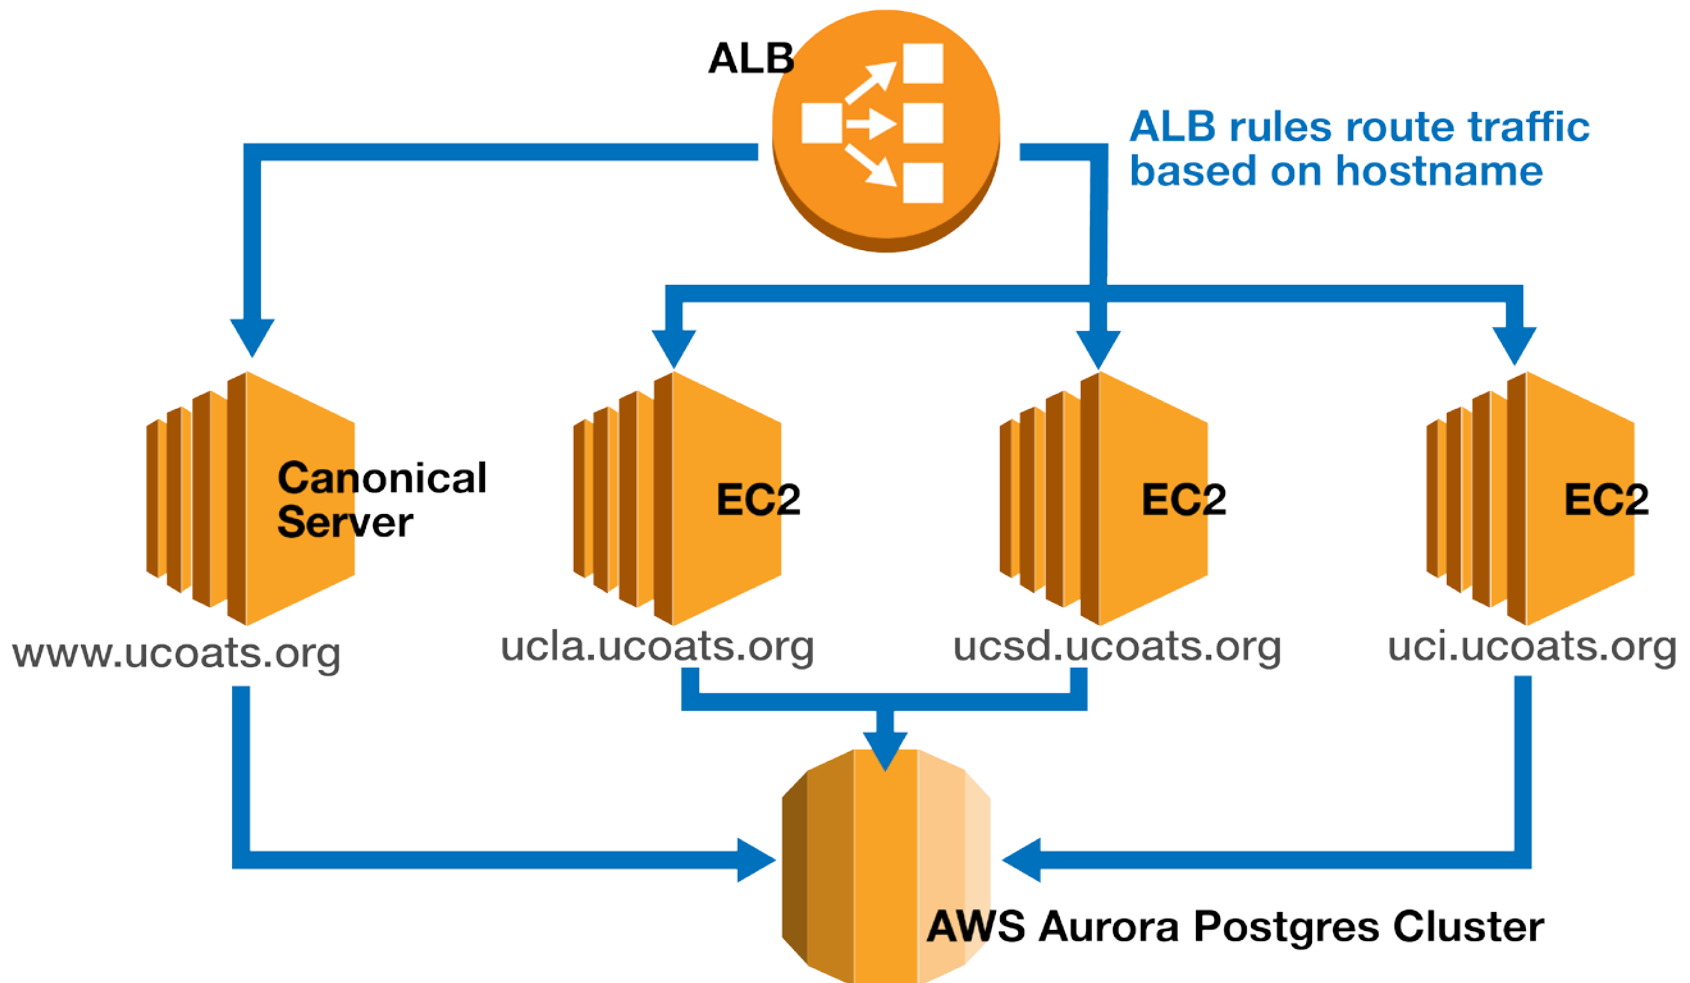 ALB
ALB rules route traffic
based on hostname
Canonical
Server
EC2
EC2
EC2
www.ucoats.org
ucla.ucoats.org
ucsd.ucoats.org
uci.ucoats.org
AWS Aurora Postgres Cluster